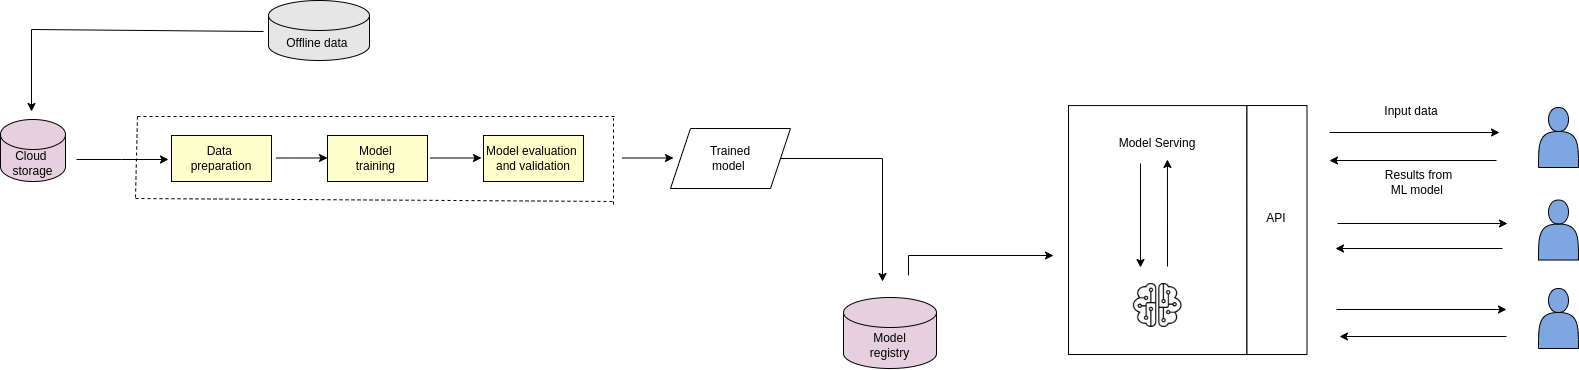 Offline data
Cloud
storage
Data
preparation
Model
training
Model evaluation
and validation
Trained
model
Model
registry
Model Serving
API
Input data
Results from
ML model